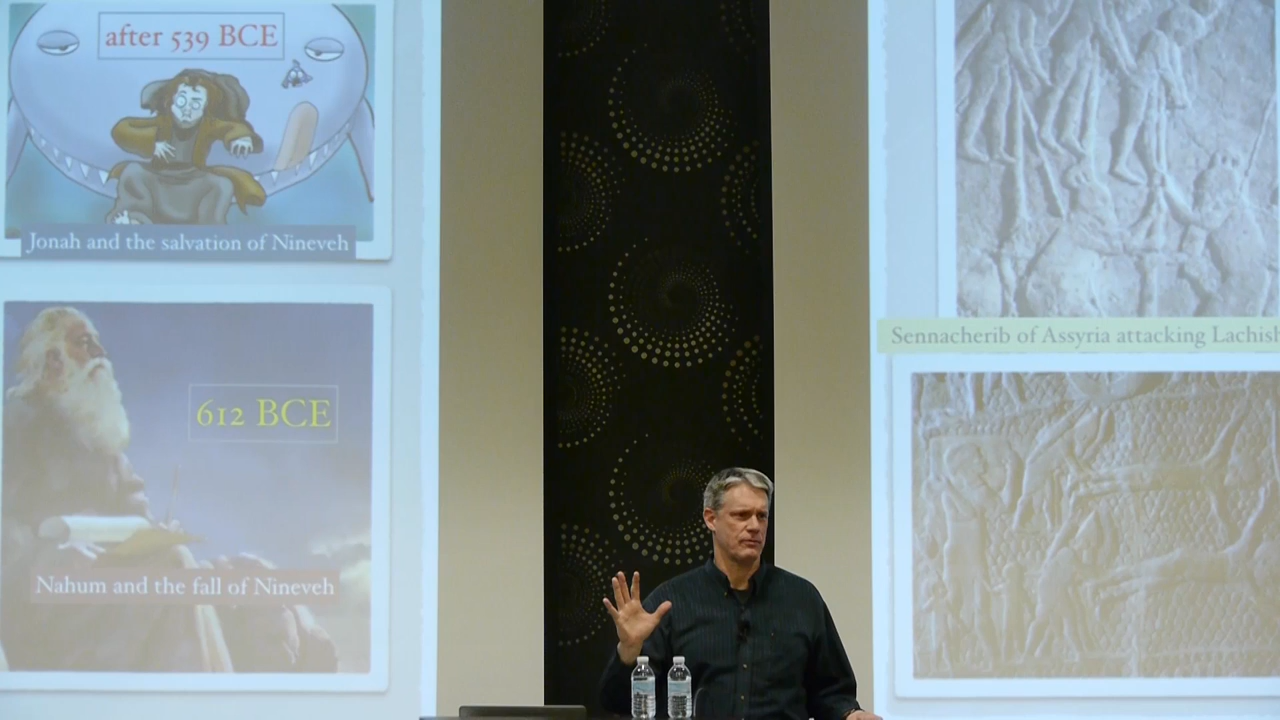 after 539 BCE
Jonah and the salvation of Nineveh
612 BCE
Nahum and the fall of Nineveh
Sennacherib of Assyria attacking Lachish